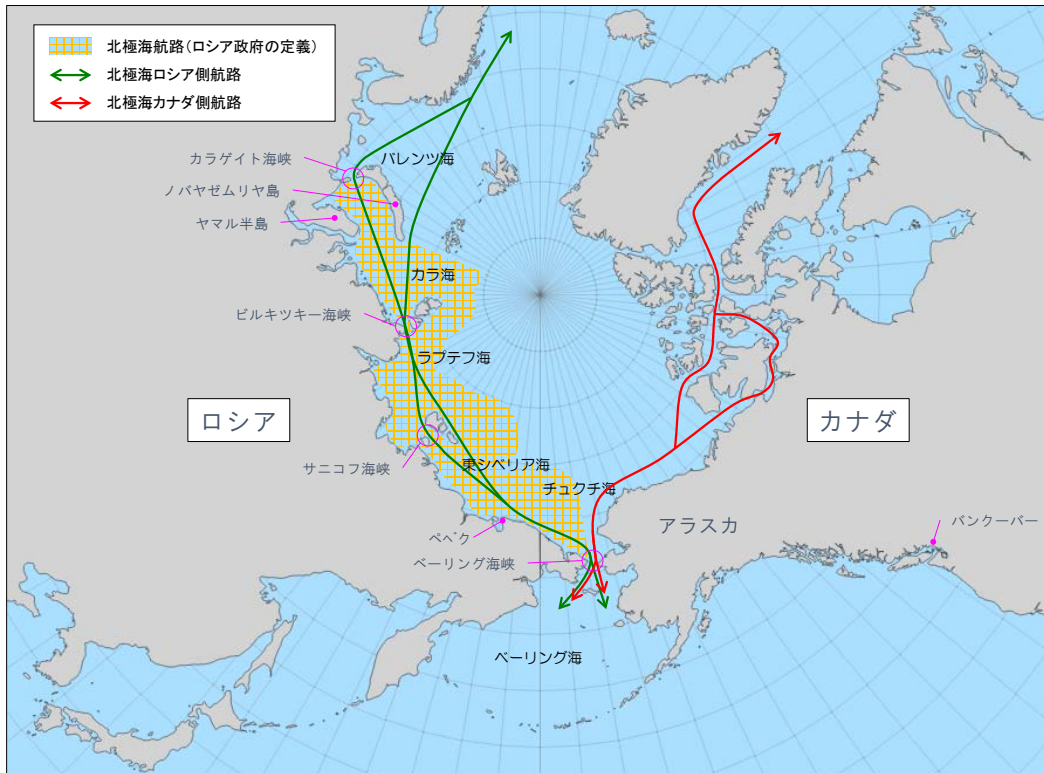 北極海航路(ロシア政府の定義)
北極海ロシア側航路
北極海カナダ側航路
カラゲイト海峡
バレンツ海
ノバヤゼムリヤ島
ヤマル半島
カラ海
ビルキツキー海峡
ラプテフ海
ロシア
カナダ
サニコフ海峡
東シベリア海
チュクチ海
ペベク
アラスカ
バンクーバー
ベーリング海峡
ベーリング海